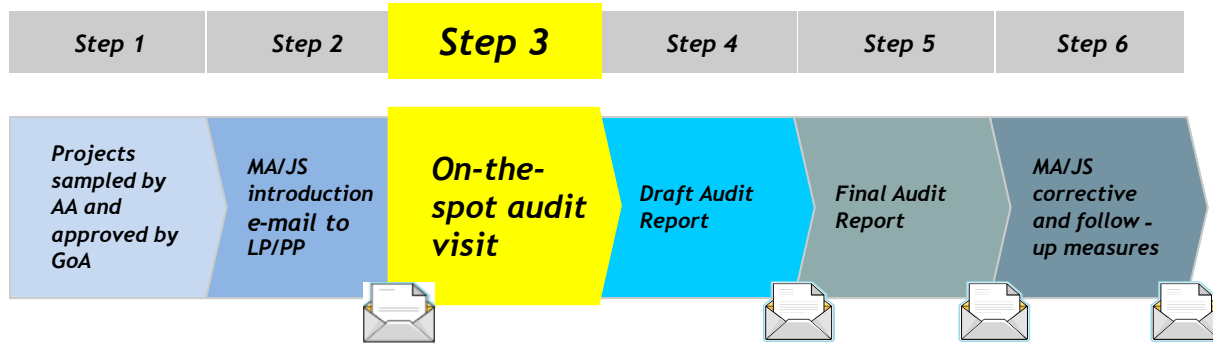 Step 1
Step 2
Step 3
Step 4
Step 5
Step 6
Projects
sampled by
AA and
approved by
GoA
MA/JS
introduction
e-mail to
LP/PP
On-the-
spot audit
visit
Draft Audit
Report
Final Audit
Report
MA/JS
corrective
and follow -
up measures